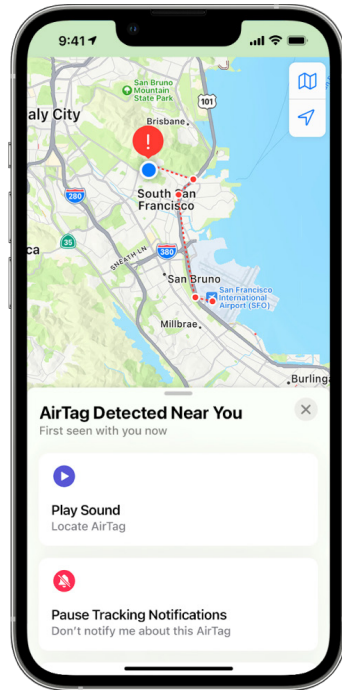 9:41
San Bruno
Mountain
State Park
101
aly City
Brisbane
280
South San
Francisco
ca
35
SNEATH LN
380
San Bruno
San Francisco
International
Airport (SFO)
Millbrae
Burling
AirTag Detected Near You
First seen with you now
Play Sound
Locate AirTag
Pause Tracking Notifications
Don't notify me about this AirTag